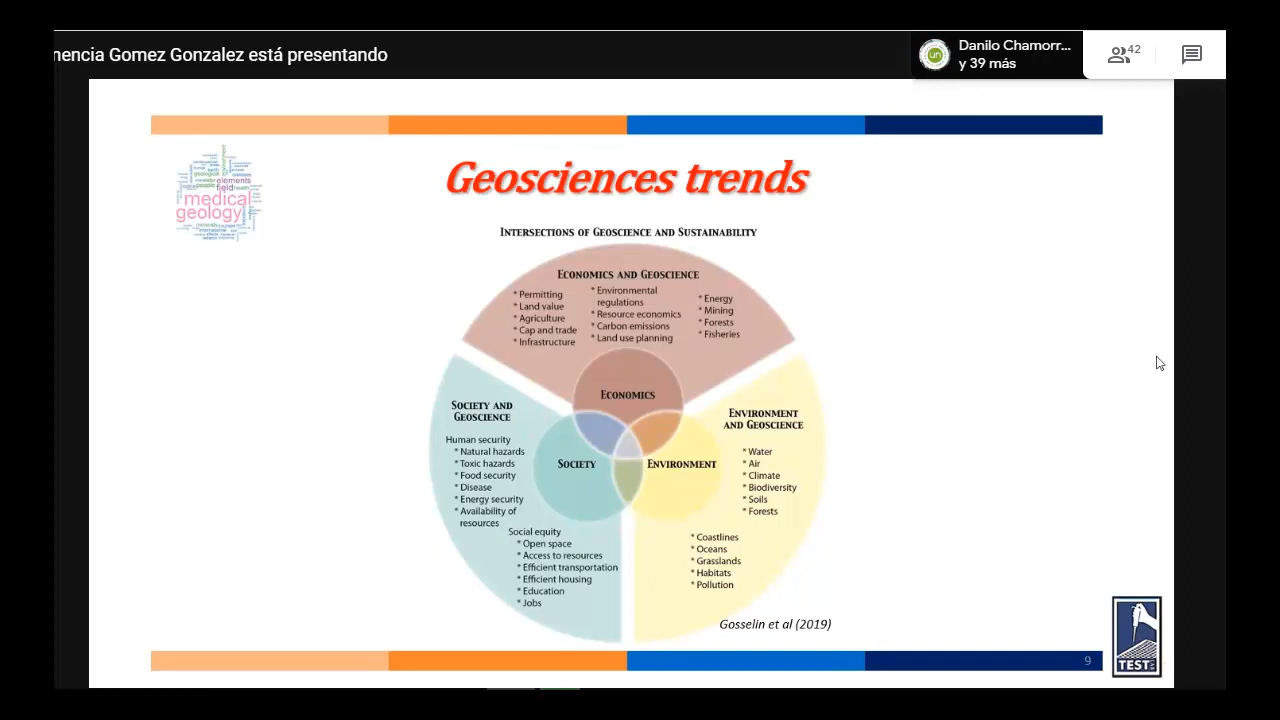 nencia Gomez Gonzalez está presentando
Danilo Chamorr...
y 39 más
42
Geosciences trends
elements
field
health
people
geological
medical
geology
INTERSECTIONS OF GEOSCIENCE AND SUSTAINABILITY
ECONOMICS AND GEOSCIENCE
* Permitting
* Land value
* Agriculture
* Cap and trade
* Infrastructure
* Environmental
regulations
* Resource economics
* Carbon emissions
* Land use planning
* Energy
* Mining
* Forests
* Fisheries
ECONOMICS
SOCIETY
ENVIRONMENT
SOCIETY AND
GEOSCIENCE
Human security
* Natural hazards
* Toxic hazards
* Food security
* Disease
* Energy security
* Availability of
resources
Social equity
* Open space
* Access to resources
* Efficient transportation
* Efficient housing
* Education
* Jobs
ENVIRONMENT
AND GEOSCIENCE
* Water
* Air
* Climate
* Biodiversity
* Soils
* Forests
* Coastlines
* Oceans
* Grasslands
* Habitats
* Pollution
Gosselin et al (2019)
9
TEST